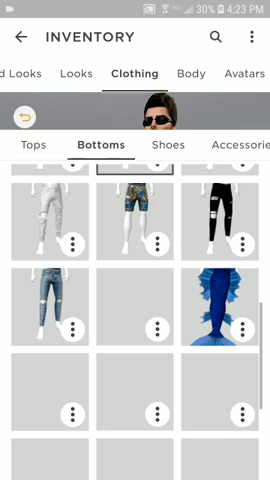 30% 4:23 PM
INVENTORY
d Looks Looks Clothing Body Avatars
Tops Bottoms Shoes Accessorie